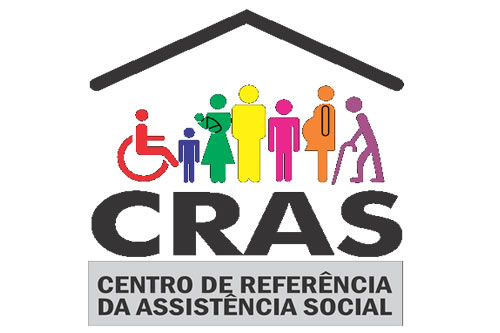 CRAS
CENTRO DE REFERÊNCIA
DA ASSISTÊNCIA SOCIAL